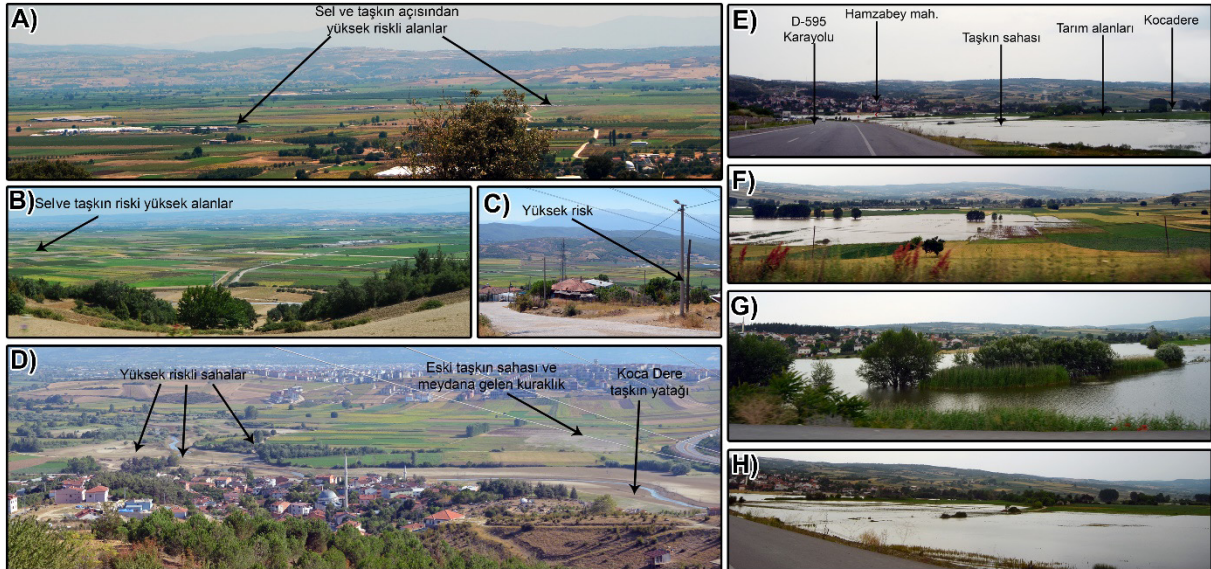 A)
Sel ve taşkın açısından
yüksek riskli alanlar
B)
Selve taşkın riski yüksek alanlar
C)
Yüksek risk
D)
Yüksek riskli sahalar
Eski taşkın sahası ve
meydana gelen kuraklık
Koca Dere
taşkın yatağı
E)
D-595
Karayolu
Hamzabey mah.
Taşkın sahası
Tarım alanları
Kocadere
F)
G)
H)